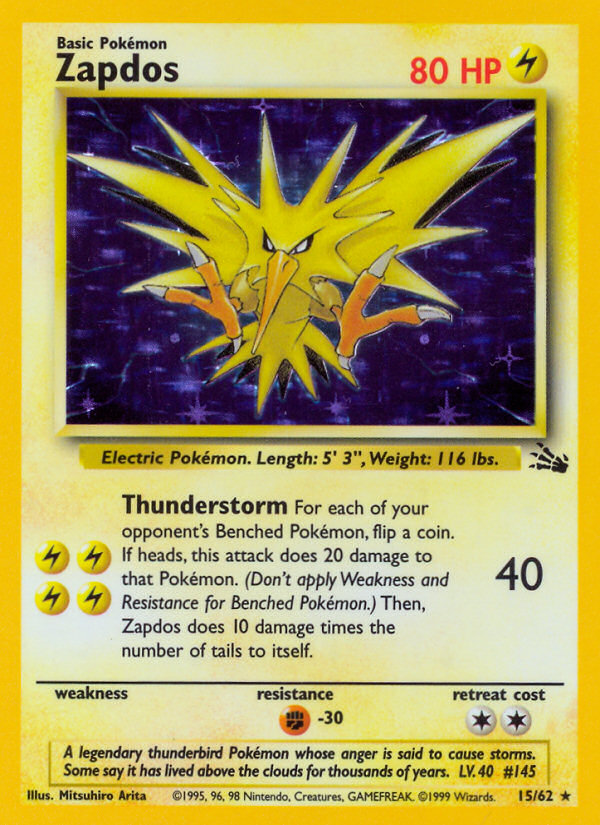 Basic Pokémon
Zapdos
80 HP
Electric Pokémon. Length: 5' 3", Weight: 116 lbs.
Thunderstorm For each of your
opponent's Benched Pokémon, flip a coin.
If heads, this attack does 20 damage to
that Pokémon. (Don't apply Weakness and
Resistance for Benched Pokémon.) Then,
Zapdos does 10 damage times the
number of tails to itself.
40
weakness resistance retreat cost
-30
A legendary thunderbird Pokémon whose anger is said to cause storms.
Some say it has lived above the clouds for thousands of years. LV. 40 #145
Illus. Mitsuhiro Arita ©1995, 96, 98 Nintendo, Creatures, GAMEFREAK. ©1999 Wizards. 15/62 ★